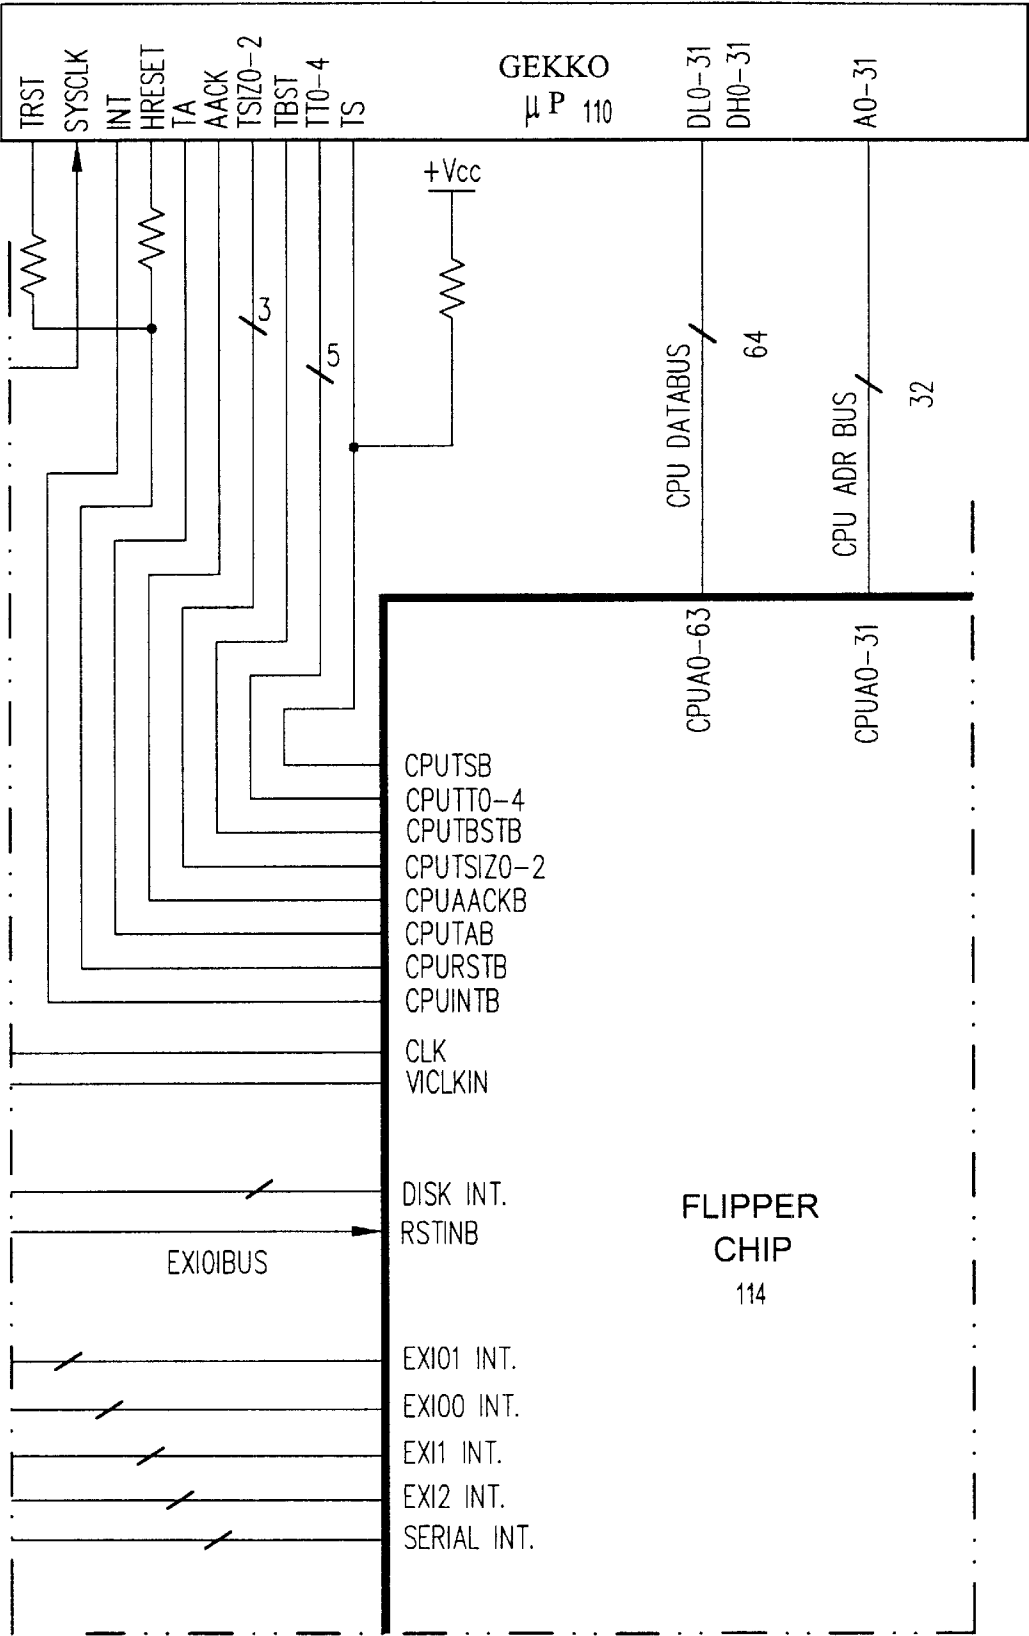 TRST
SYSCLK
INT
HRESET
TA
AACK
TSIZ0-2
TBST
TT0-4
TS
GEKKO
μP 110
DL0-31
DH0-31
A0-31
+Vcc
3
5
CPU DATABUS
64
CPU ADR BUS
32
CPUA0-63
CPUA0-31
CPUTSB
CPUTT0-4
CPUTBSTB
CPUTSIZ0-2
CPUAACKB
CPUTAB
CPURSTB
CPUINTB
CLK
VICLKIN
DISK INT.
RSTINB
EXI0IBUS
FLIPPER
CHIP
114
EXI01 INT.
EXI00 INT.
EXI1 INT.
EXI2 INT.
SERIAL INT.